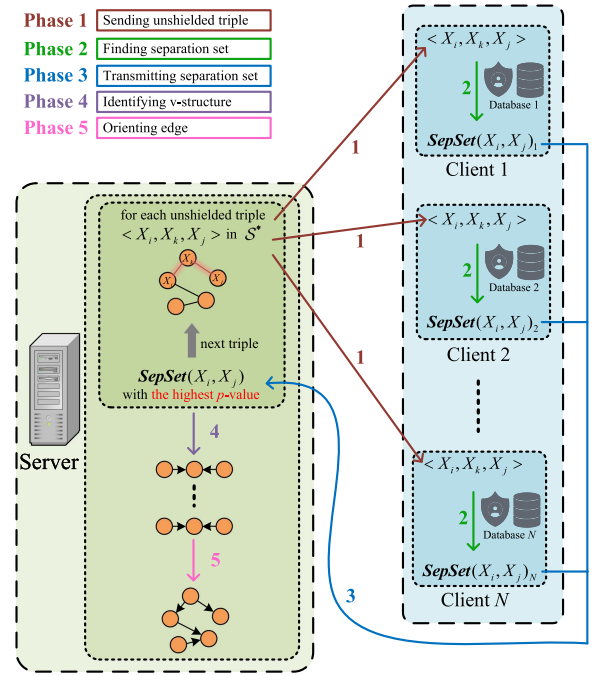 Phase 1 Sending unshielded triple
Phase 2 Finding separation set
Phase 3 Transmitting separation set
Phase 4 Identifying v-structure
Phase 5 Orienting edge
for each unshielded triple
< X_i, X_k, X_j > in S*
X_k
X_i
X_j
next triple
SepSet(X_i, X_j)
with the highest p-value
Server
4
5
1
1
1
3
< X_i, X_k, X_j >
2
Database 1
SepSet(X_i, X_j)_1
Client 1
< X_i, X_k, X_j >
2
Database 2
SepSet(X_i, X_j)_2
Client 2
< X_i, X_k, X_j >
2
Database N
SepSet(X_i, X_j)_N
Client N